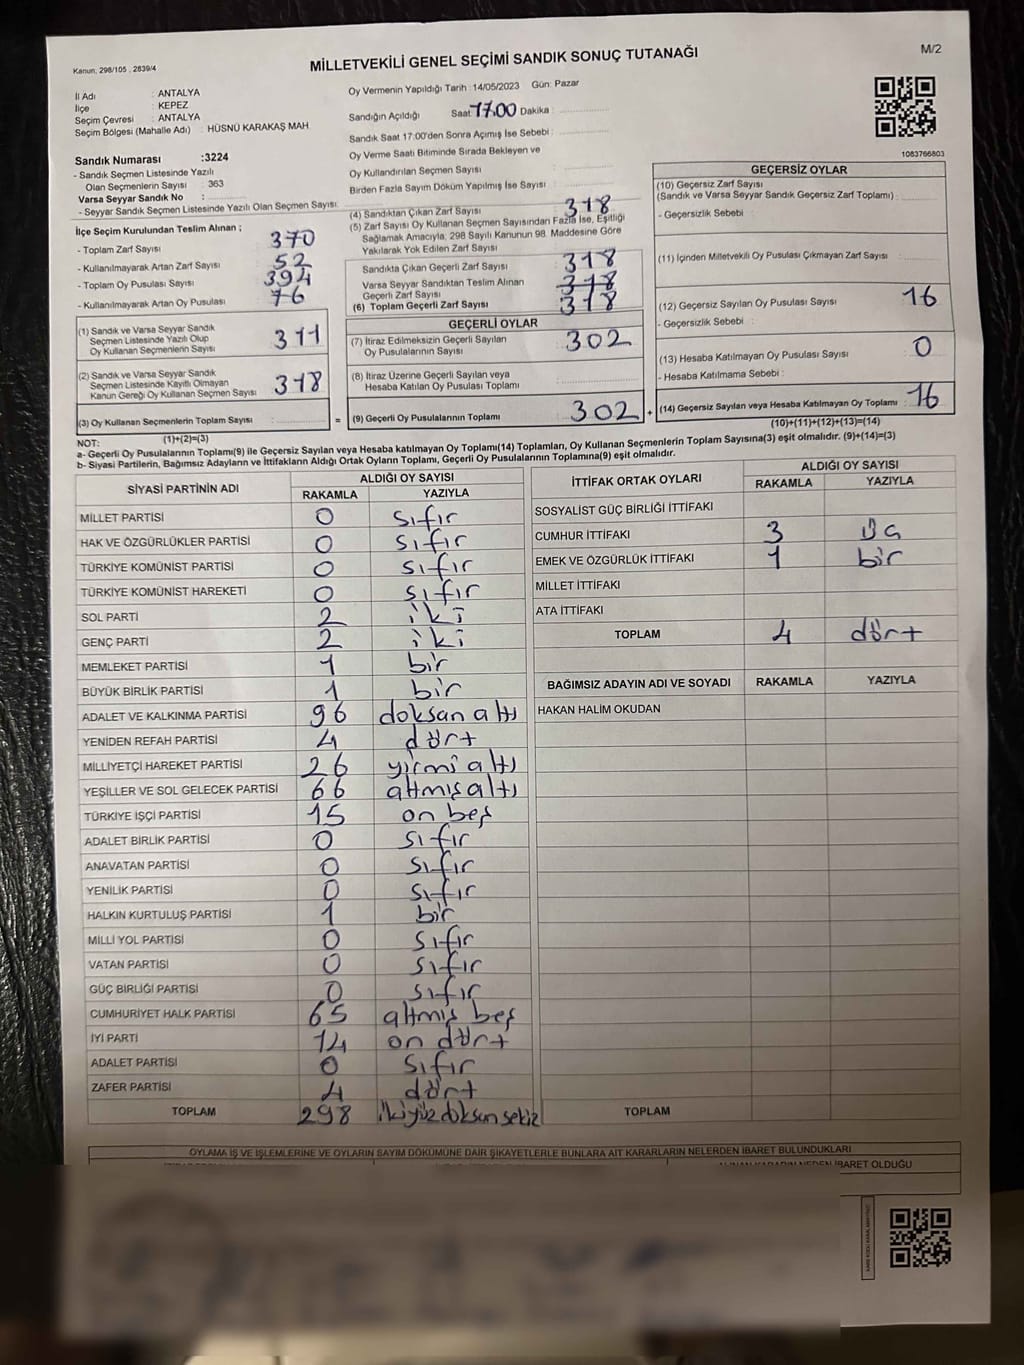 Kanun: 298/105 , 2839/4
MİLLETVEKİLİ GENEL SEÇİMİ SANDIK SONUÇ TUTANAĞI
M/2
İl Adı : ANTALYA
İlçe : KEPEZ
Seçim Çevresi : ANTALYA
Seçim Bölgesi (Mahalle Adı) : HÜSNÜ KARAKAŞ MAH.
Sandık Numarası :3224
- Sandık Seçmen Listesinde Yazılı
Olan Seçmenlerin Sayısı : 363
Varsa Seyyar Sandık No :
- Seyyar Sandık Seçmen Listesinde Yazılı Olan Seçmen Sayısı:
İlçe Seçim Kurulundan Teslim Alınan ;
- Toplam Zarf Sayısı 370
- Kullanılmayarak Artan Zarf Sayısı 52
- Toplam Oy Pusulası Sayısı 394
- Kullanılmayarak Artan Oy Pusulası 76
(1) Sandık ve Varsa Seyyar Sandık
Seçmen Listesinde Yazılı Olup
Oy Kullanan Seçmenlerin Sayısı 311
(2) Sandık ve Varsa Seyyar Sandık
Seçmen Listesinde Kayıtlı Olmayan
Kanun Gereği Oy Kullanan Seçmen Sayısı 318
(3) Oy Kullanan Seçmenlerin Toplam Sayısı :
(1)+(2)=(3)
Oy Vermenin Yapıldığı Tarih :14/05/2023 Gün: Pazar
Sandığın Açıldığı Saat 17.00 Dakika :
Sandık Saat 17:00'den Sonra Açımış İse Sebebi :
Oy Verme Saati Bitiminde Sırada Bekleyen ve
Oy Kullandırılan Seçmen Sayısı :
Birden Fazla Sayım Döküm Yapılmış İse Sayısı :
(4) Sandıktan Çıkan Zarf Sayısı 318
(5) Zarf Sayısı Oy Kullanan Seçmen Sayısından Fazla İse, Eşitliği
Sağlamak Amacıyla, 298 Sayılı Kanunun 98. Maddesine Göre
Yakılarak Yok Edilen Zarf Sayısı
Sandıkta Çıkan Geçerli Zarf Sayısı 318
Varsa Seyyar Sandıktan Teslim Alınan
Geçerli Zarf Sayısı 318
(6) Toplam Geçerli Zarf Sayısı 318
GEÇERLİ OYLAR
(7) İtiraz Edilmeksizin Geçerli Sayılan
Oy Pusulalarının Sayısı 302
(8) İtiraz Üzerine Geçerli Sayılan veya
Hesaba Katılan Oy Pusulası Toplamı
= (9) Geçerli Oy Pusulalarının Toplamı 302 +
1083766803
GEÇERSİZ OYLAR
(10) Geçersiz Zarf Sayısı
(Sandık ve Varsa Seyyar Sandık Geçersiz Zarf Toplamı) :
- Geçersizlik Sebebi :
(11) İçinden Milletvekili Oy Pusulası Çıkmayan Zarf Sayısı
(12) Geçersiz Sayılan Oy Pusulası Sayısı 16
- Geçersizlik Sebebi :
(13) Hesaba Katılmayan Oy Pusulası Sayısı 0
- Hesaba Katılmama Sebebi :
(14) Geçersiz Sayılan veya Hesaba Katılmayan Oy Toplamı : 16
(10)+(11)+(12)+(13)=(14)
NOT:
a- Geçerli Oy Pusulalarının Toplamı(9) ile Geçersiz Sayılan veya Hesaba katılmayan Oy Toplamı(14) Toplamları, Oy Kullanan Seçmenlerin Toplam Sayısına(3) eşit olmalıdır. (9)+(14)=(3)
b- Siyasi Partilerin, Bağımsız Adayların ve İttifakların Aldığı Ortak Oyların Toplamı, Geçerli Oy Pusulalarının Toplamına(9) eşit olmalıdır.
SİYASİ PARTİNİN ADI ALDIĞI OY SAYISI
RAKAMLA YAZIYLA
MİLLET PARTİSİ 0 sıfır
HAK VE ÖZGÜRLÜKLER PARTİSİ 0 sıfır
TÜRKİYE KOMÜNİST PARTİSİ 0 sıfır
TÜRKİYE KOMÜNİST HAREKETİ 0 sıfır
SOL PARTİ 2 iki
GENÇ PARTİ 2 iki
MEMLEKET PARTİSİ 1 bir
BÜYÜK BİRLİK PARTİSİ 1 bir
ADALET VE KALKINMA PARTİSİ 96 doksan altı
YENİDEN REFAH PARTİSİ 4 dört
MİLLİYETÇİ HAREKET PARTİSİ 26 yirmi altı
YEŞİLLER VE SOL GELECEK PARTİSİ 66 altmış altı
TÜRKİYE İŞÇİ PARTİSİ 15 on beş
ADALET BİRLİK PARTİSİ 0 sıfır
ANAVATAN PARTİSİ 0 sıfır
YENİLİK PARTİSİ 0 sıfır
HALKIN KURTULUŞ PARTİSİ 1 bir
MİLLİ YOL PARTİSİ 0 sıfır
VATAN PARTİSİ 0 sıfır
GÜÇ BİRLİĞİ PARTİSİ 0 sıfır
CUMHURİYET HALK PARTİSİ 65 altmış beş
İYİ PARTİ 14 on dört
ADALET PARTİSİ 0 sıfır
ZAFER PARTİSİ 4 dört
TOPLAM 298 ikiyüz doksan sekiz
İTTİFAK ORTAK OYLARI ALDIĞI OY SAYISI
RAKAMLA YAZIYLA
SOSYALİST GÜÇ BİRLİĞİ İTTİFAKI
CUMHUR İTTİFAKI 3 üç
EMEK VE ÖZGÜRLÜK İTTİFAKI 1 bir
MİLLET İTTİFAKI
ATA İTTİFAKI
TOPLAM 4 dört
BAĞIMSIZ ADAYIN ADI VE SOYADI RAKAMLA YAZIYLA
HAKAN HALİM OKUDAN
TOPLAM
OYLAMA İŞ VE İŞLEMLERİNE VE OYLARIN SAYIM DÖKÜMÜNE DAİR ŞİKAYETLERLE BUNLARA AİT KARARLARIN NELERDEN İBARET BULUNDUKLARI
İBARET OLDUĞU